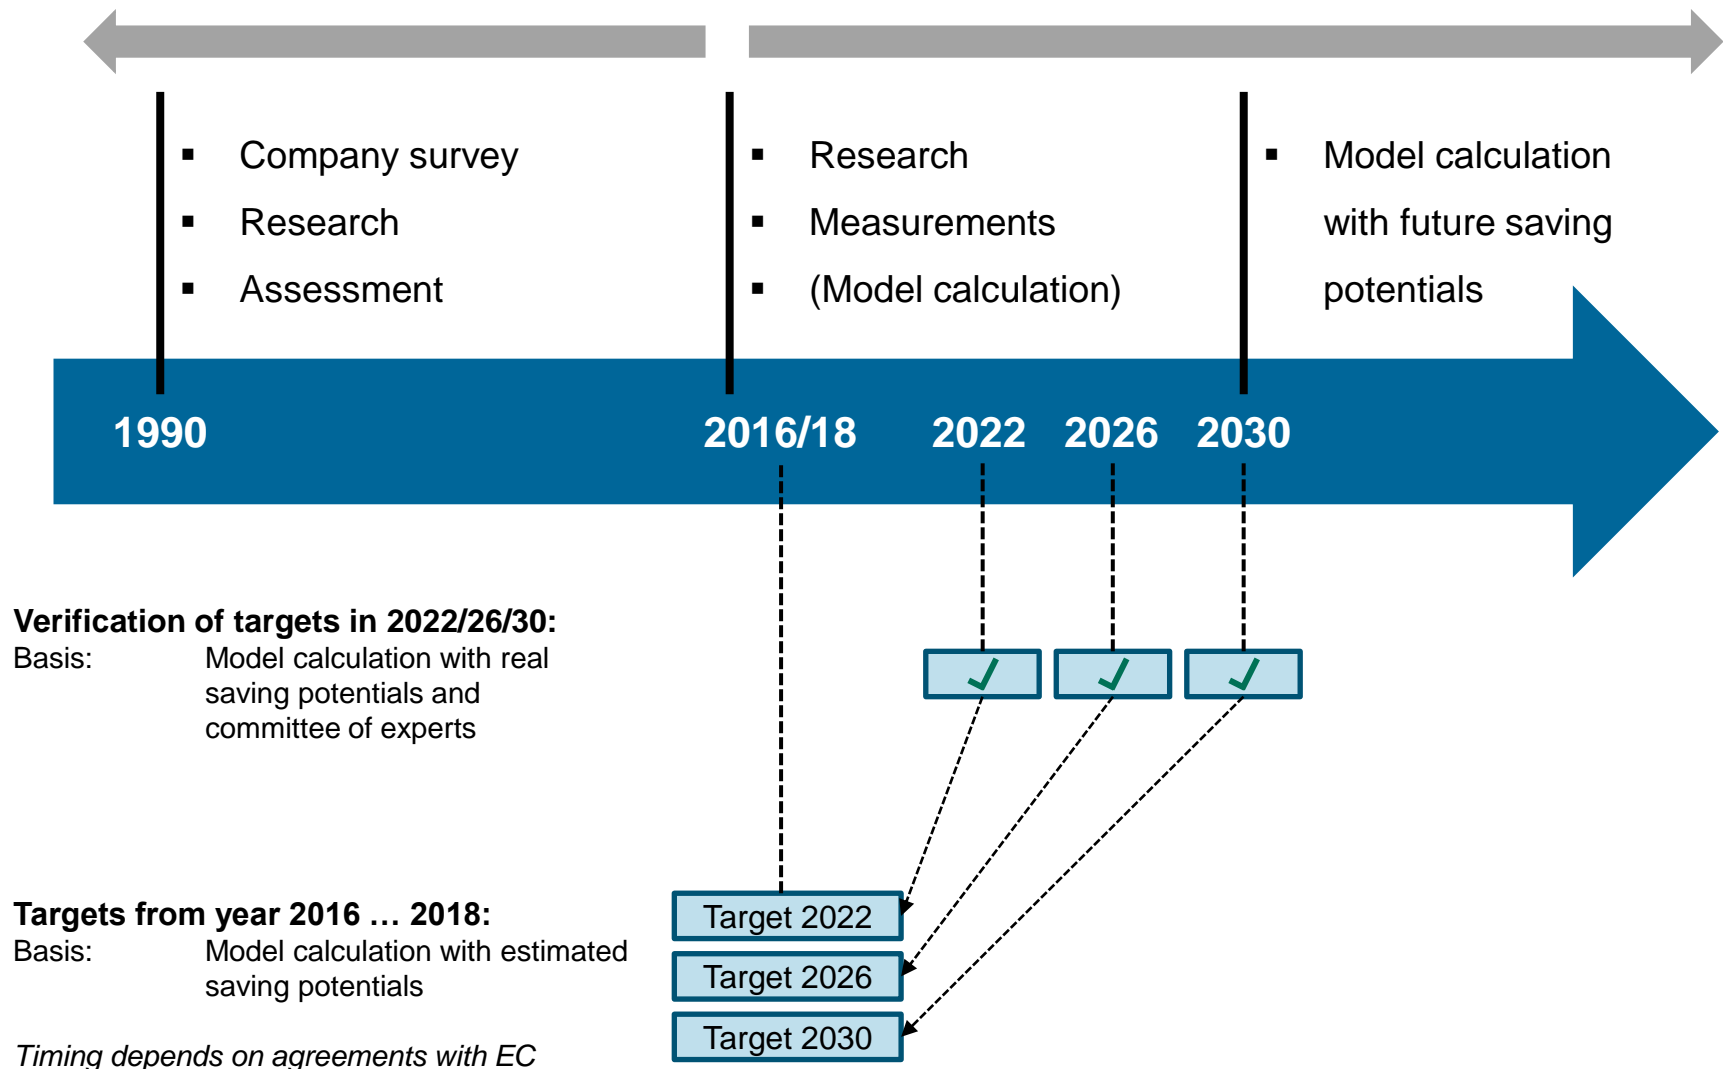 ▪ Company survey
▪ Research
▪ Assessment
▪ Research
▪ Measurements
▪ (Model calculation)
▪ Model calculation
with future saving
potentials
1990
2016/18
2022
2026
2030
Verification of targets in 2022/26/30:
Basis: Model calculation with real
saving potentials and
committee of experts
Targets from year 2016 … 2018:
Basis: Model calculation with estimated
saving potentials
Target 2022
Target 2026
Target 2030
Timing depends on agreements with EC